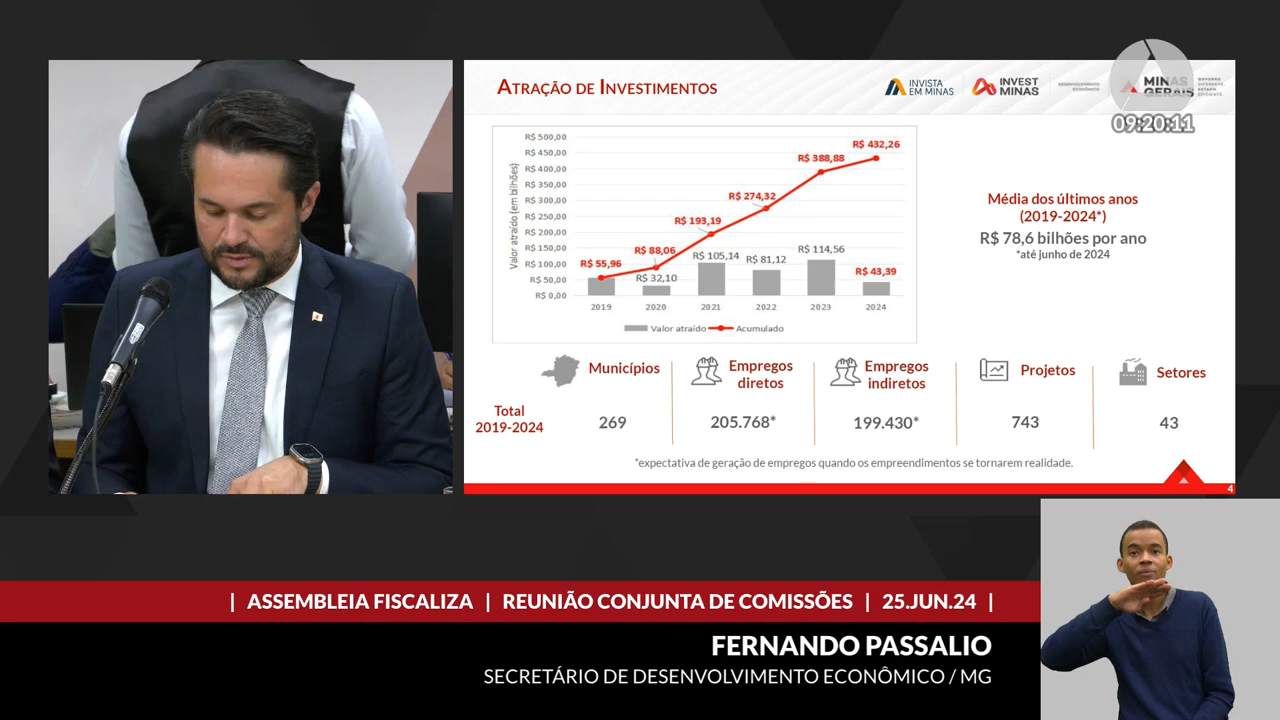 ATRAÇÃO DE INVESTIMENTOS
INVISTA
EM MINAS
INVEST
MINAS
DESENVOLVIMENTO
ECONÔMICO
MINAS
GERAIS
GOVERNO
DIFERENTE.
ESTADO
EFICIENTE.
09:20:11
Valor atraído (em bilhões)
R$ 500,00
R$ 450,00
R$ 400,00
R$ 350,00
R$ 300,00
R$ 250,00
R$ 200,00
R$ 150,00
R$ 100,00
R$ 50,00
R$ 0,00
R$ 55,96
R$ 88,06
R$ 193,19
R$ 274,32
R$ 388,88
R$ 432,26
R$ 32,10
R$ 105,14
R$ 81,12
R$ 114,56
R$ 43,39
2019 2020 2021 2022 2023 2024
Valor atraído Acumulado
Média dos últimos anos
(2019-2024*)
R$ 78,6 bilhões por ano
*até junho de 2024
Municípios
Empregos
diretos
Empregos
indiretos
Projetos
Setores
Total
2019-2024
269
205.768*
199.430*
743
43
*expectativa de geração de empregos quando os empreendimentos se tornarem realidade.
4
| ASSEMBLEIA FISCALIZA | REUNIÃO CONJUNTA DE COMISSÕES | 25.JUN.24 |
FERNANDO PASSALIO
SECRETÁRIO DE DESENVOLVIMENTO ECONÔMICO / MG